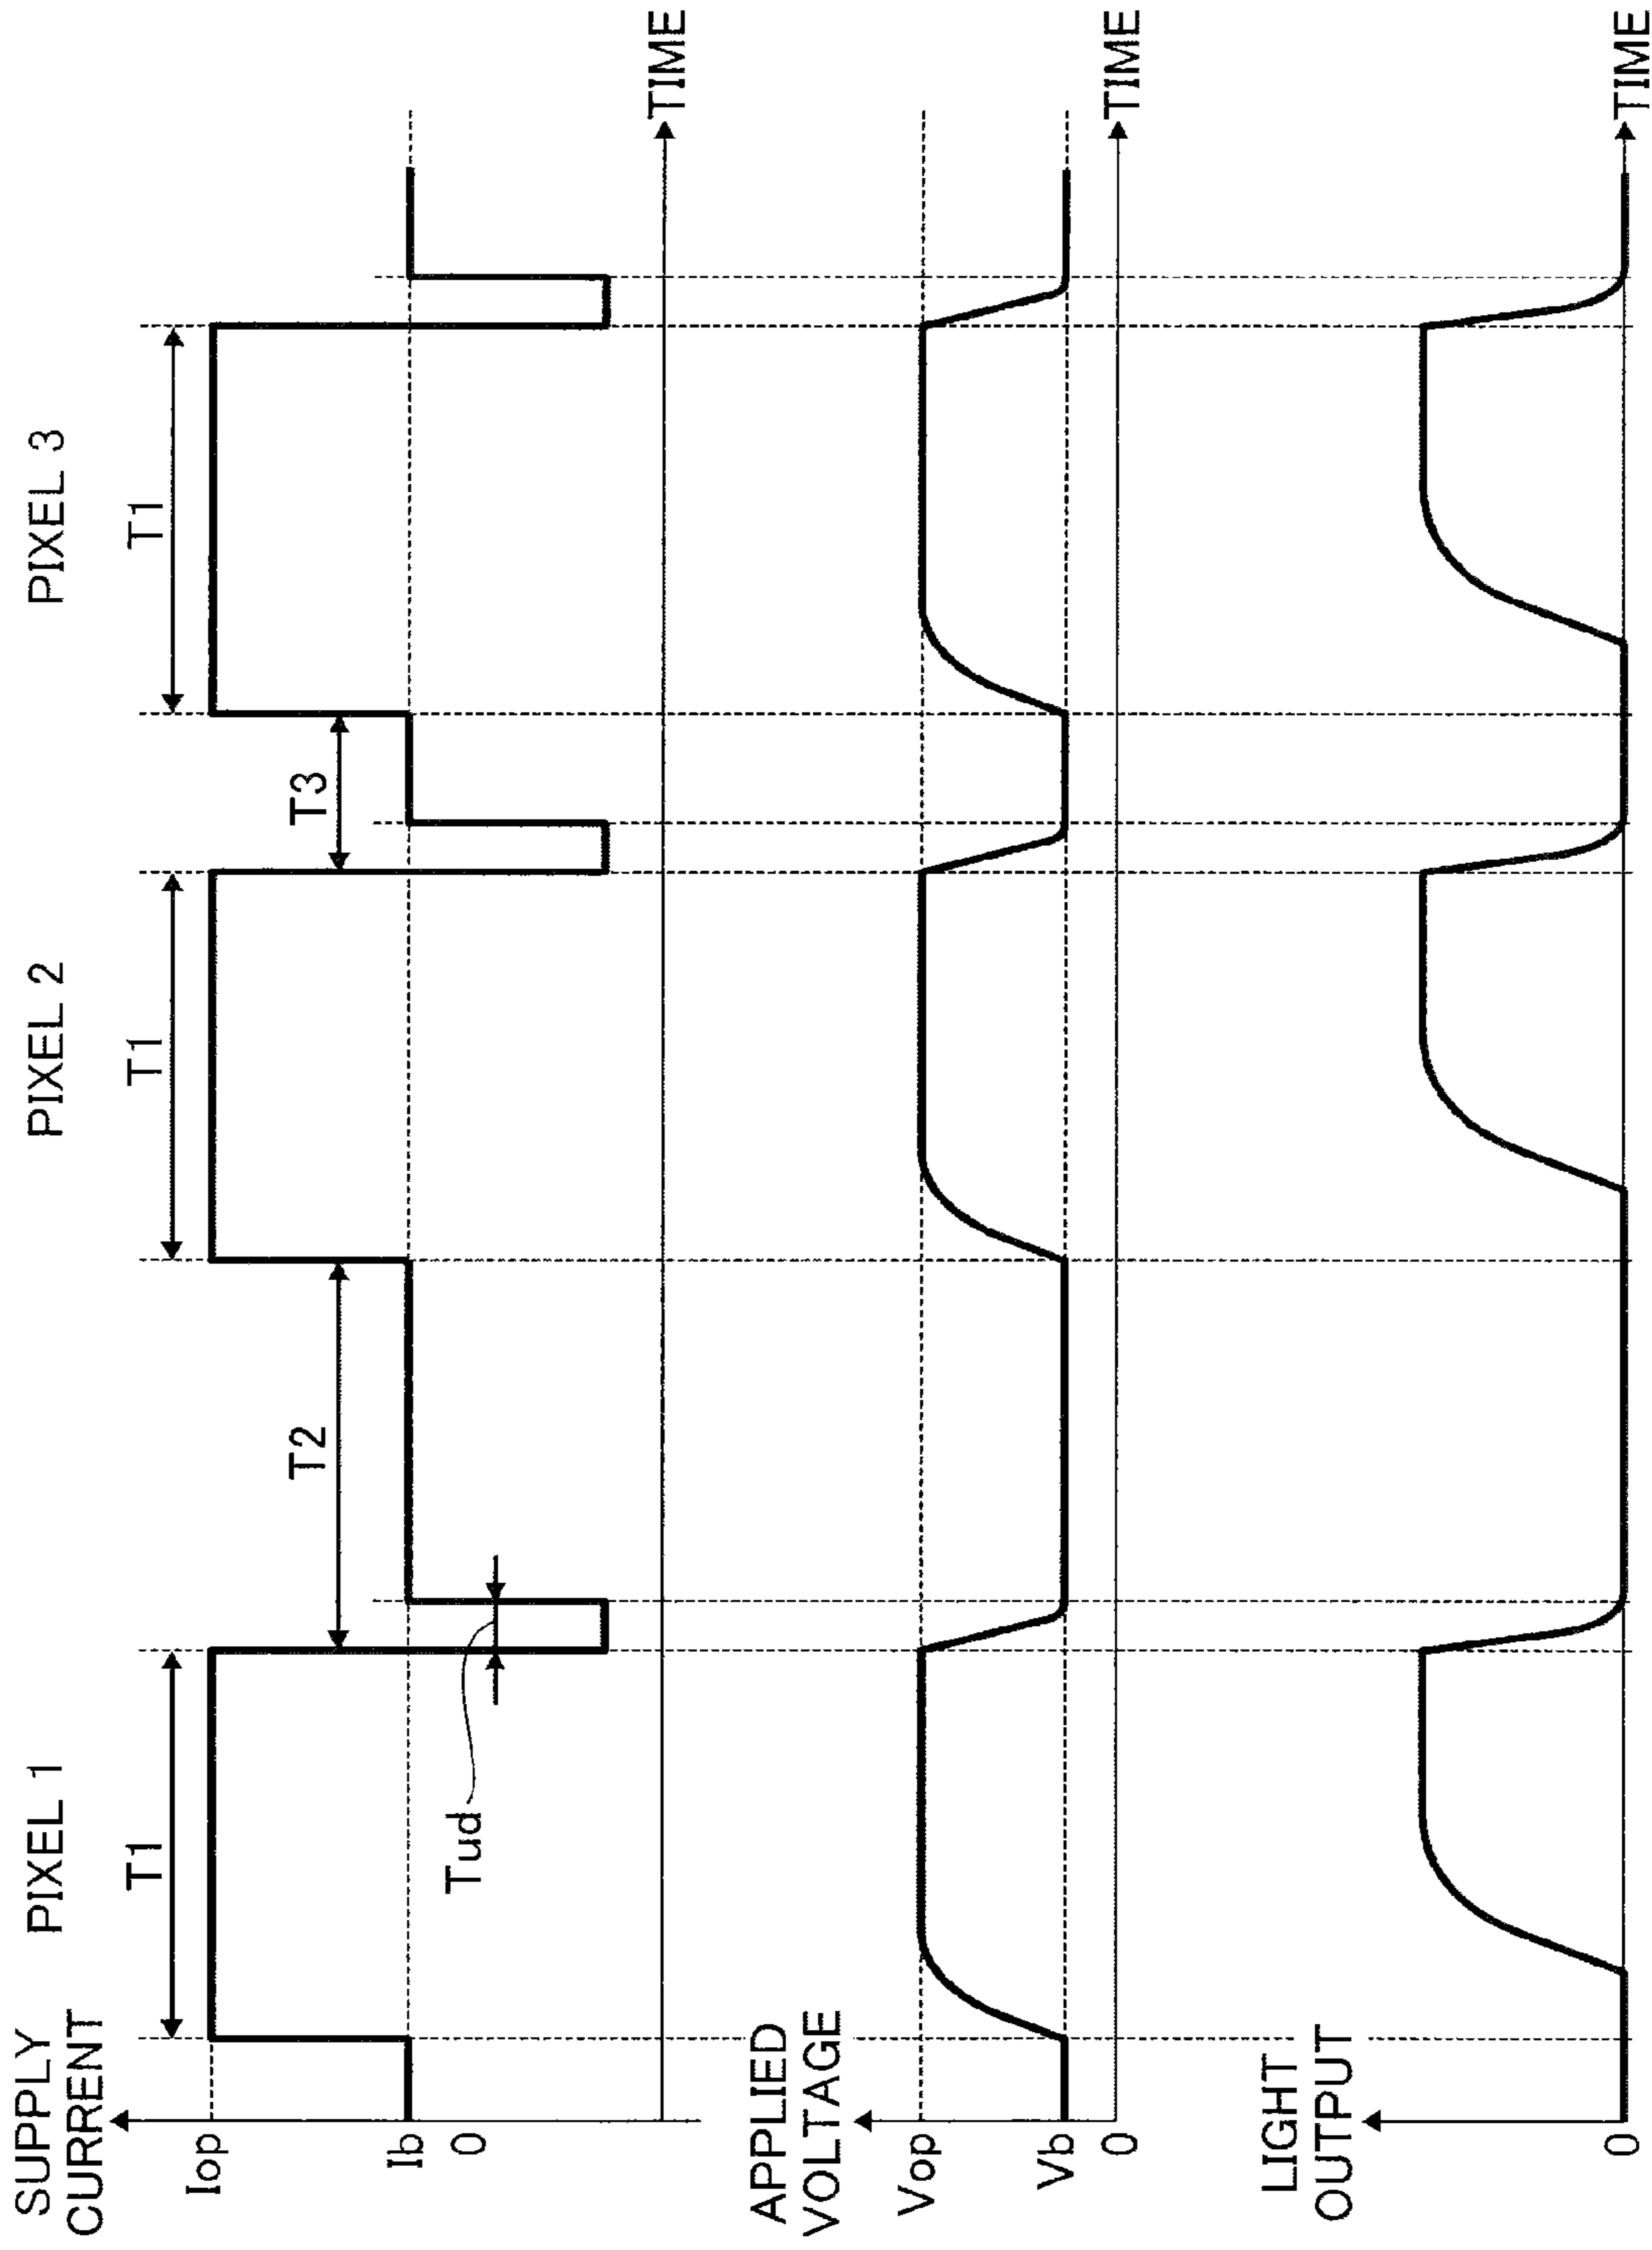 PIXEL 1
PIXEL 2
PIXEL 3
SUPPLY
CURRENT
T1
T1
T1
Iop
T2
T3
Ib
0
Tud
TIME
APPLIED
VOLTAGE
Vop
Vb
0
TIME
LIGHT
OUTPUT
0
TIME